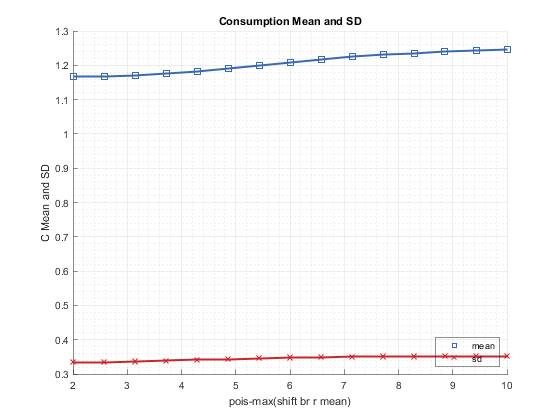 Consumption Mean and SD
1.3
1.2
1.1
1
0.9
0.8
0.7
0.6
0.5
0.4
0.3
C Mean and SD
mean
sd
2 3 4 5 6 7 8 9 10
pois-max(shift br r mean)